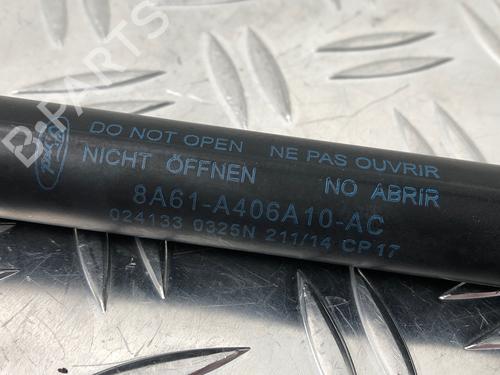 B-PARTS
Ford
DO NOT OPEN NE PAS OUVRIR
NICHT ÖFFNEN NO ABRIR
8A61-A406A10-AC
024133 0325N 211/14 CP17